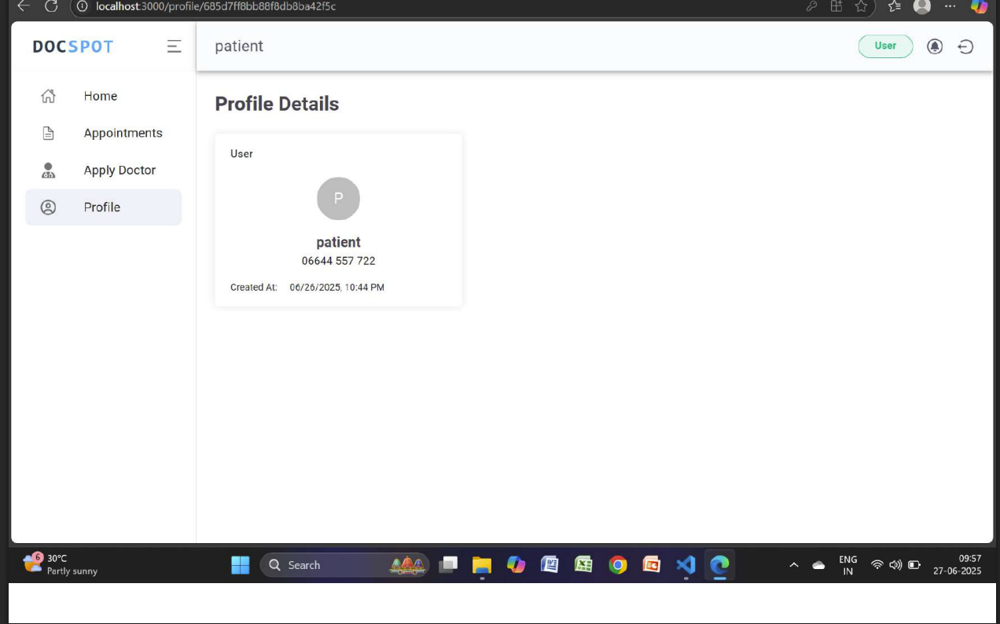 localhost:3000/profile/685d7ff8bb88f8db8ba42f5c
DOCSPOT
patient
User
Home
Appointments
Apply Doctor
Profile
Profile Details
User
P
patient
06644 557 722
Created At: 06/26/2025, 10:44 PM
6
30°C
Partly sunny
Search
ENG
IN
09:57
27-06-2025